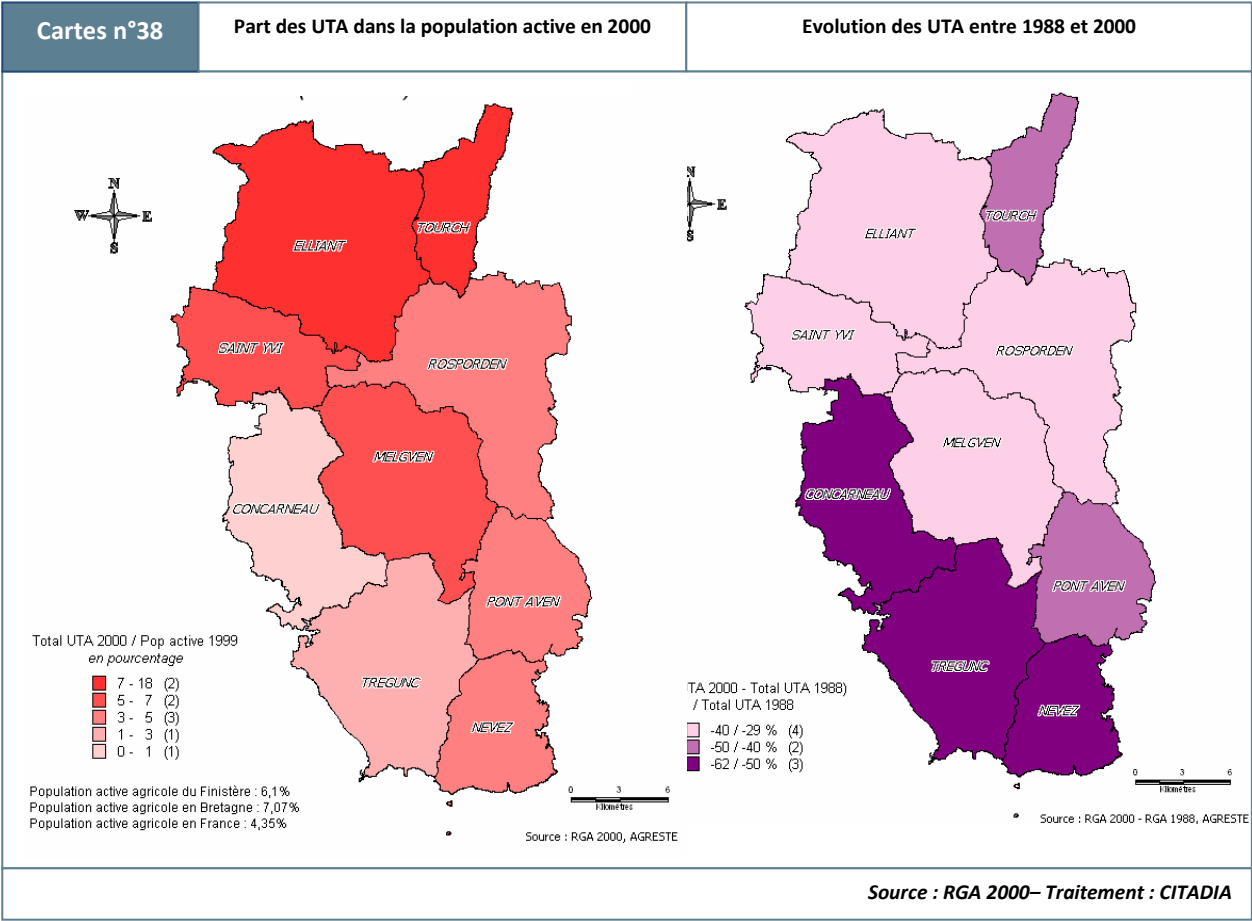 Cartes n°38
Part des UTA dans la population active en 2000
Evolution des UTA entre 1988 et 2000
N
W
E
S
ELLIANT
TOURCH
SAINT YVI
ROSPORDEN
MELGVEN
CONCARNEAU
PONT AVEN
TREGUNC
NEVEZ
Total UTA 2000 / Pop active 1999
en pourcentage
7 - 18 (2)
5 - 7 (2)
3 - 5 (3)
1 - 3 (1)
0 - 1 (1)
Population active agricole du Finistère : 6,1%
Population active agricole en Bretagne : 7,07%
Population active agricole en France : 4,35%
0 3 6
Kilomètres
Source : RGA 2000, AGRESTE
N
E
S
ELLIANT
TOURCH
SAINT YVI
ROSPORDEN
MELGVEN
CONCARNEAU
PONT AVEN
TREGUNC
NEVEZ
TA 2000 - Total UTA 1988)
/ Total UTA 1988
-40 / -29 % (4)
-50 / -40 % (2)
-62 / -50 % (3)
0 3 6
Kilomètres
Source : RGA 2000 - RGA 1988, AGRESTE
Source : RGA 2000– Traitement : CITADIA